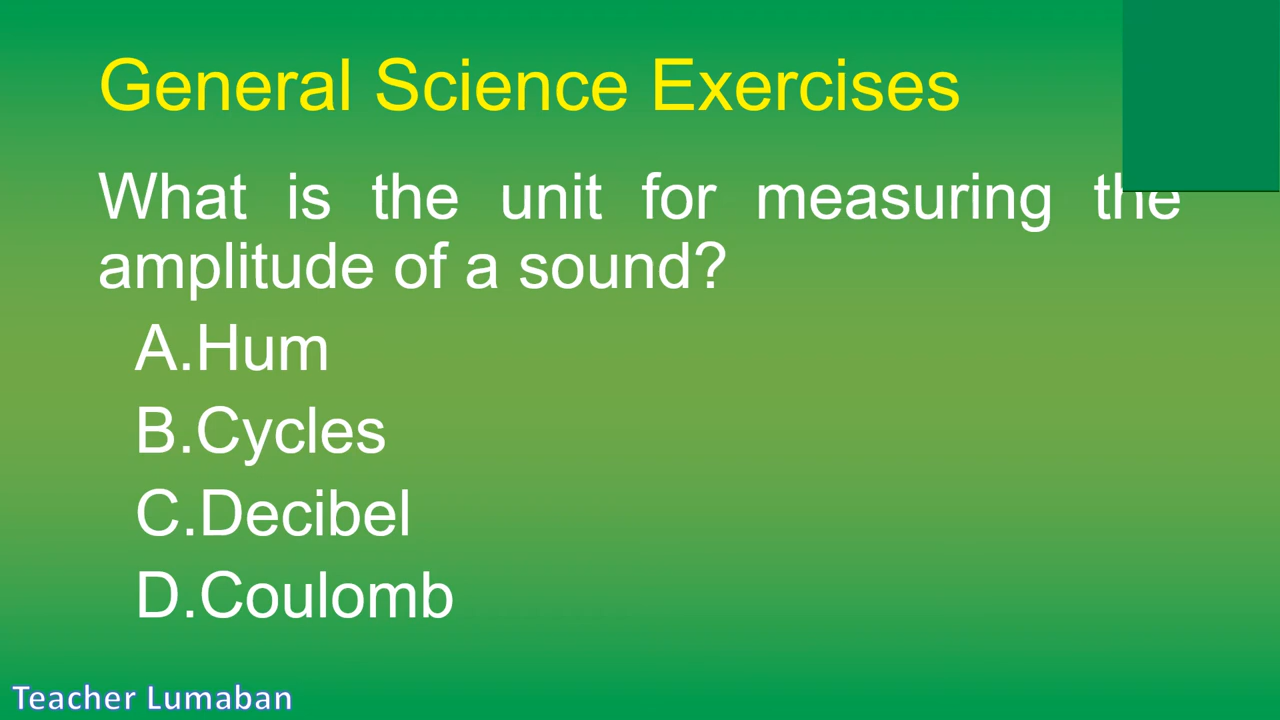 General Science Exercises
What is the unit for measuring the
amplitude of a sound?
A.Hum
B.Cycles
C.Decibel
D.Coulomb
Teacher Lumaban